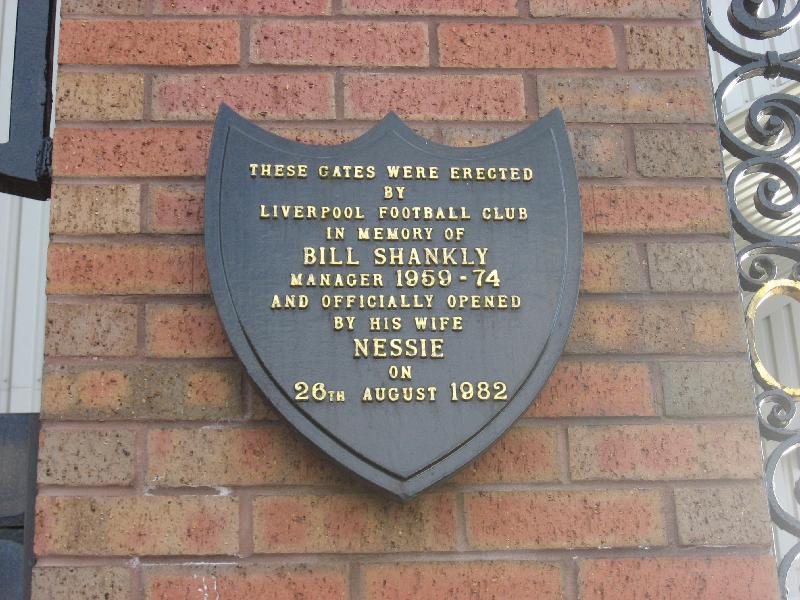 THESE GATES WERE ERECTED
BY
LIVERPOOL FOOTBALL CLUB
IN MEMORY OF
BILL SHANKLY
MANAGER 1959-74
AND OFFICIALLY OPENED
BY HIS WIFE
NESSIE
ON
26TH AUGUST 1982